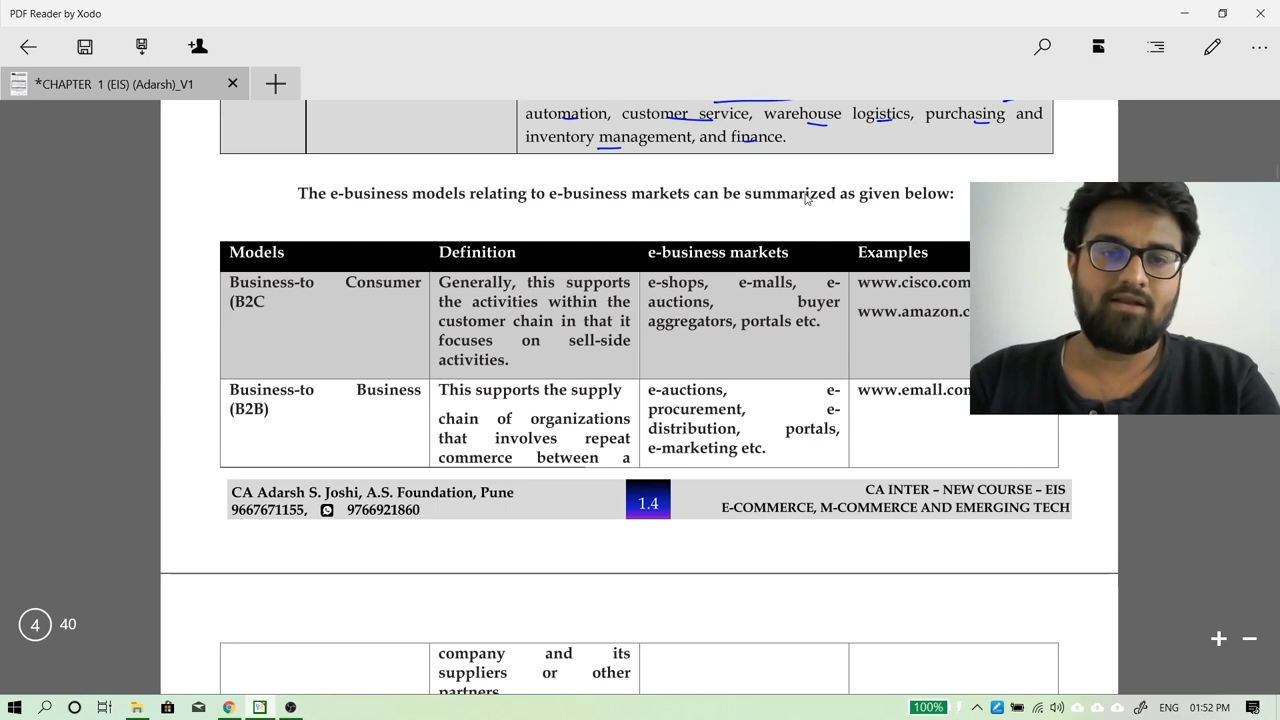 PDF Reader by Xodo
*CHAPTER 1 (EIS) (Adarsh)_V1
automation, customer service, warehouse logistics, purchasing and
inventory management, and finance.
The e-business models relating to e-business markets can be summarized as given below:
Models Definition e-business markets Examples
Business-to Consumer
(B2C
Generally, this supports
the activities within the
customer chain in that it
focuses on sell-side
activities.
e-shops, e-malls, e-
auctions, buyer
aggregators, portals etc.
www.cisco.com
www.amazon.c
Business-to Business
(B2B)
This supports the supply
chain of organizations
that involves repeat
commerce between a
e-auctions, e-
procurement, e-
distribution, portals,
e-marketing etc.
www.emall.com
CA Adarsh S. Joshi, A.S. Foundation, Pune
9667671155, 9766921860
1.4
CA INTER – NEW COURSE – EIS
E-COMMERCE, M-COMMERCE AND EMERGING TECH
4 40
company and its
suppliers or other
partners
100% ENG 01:52 PM